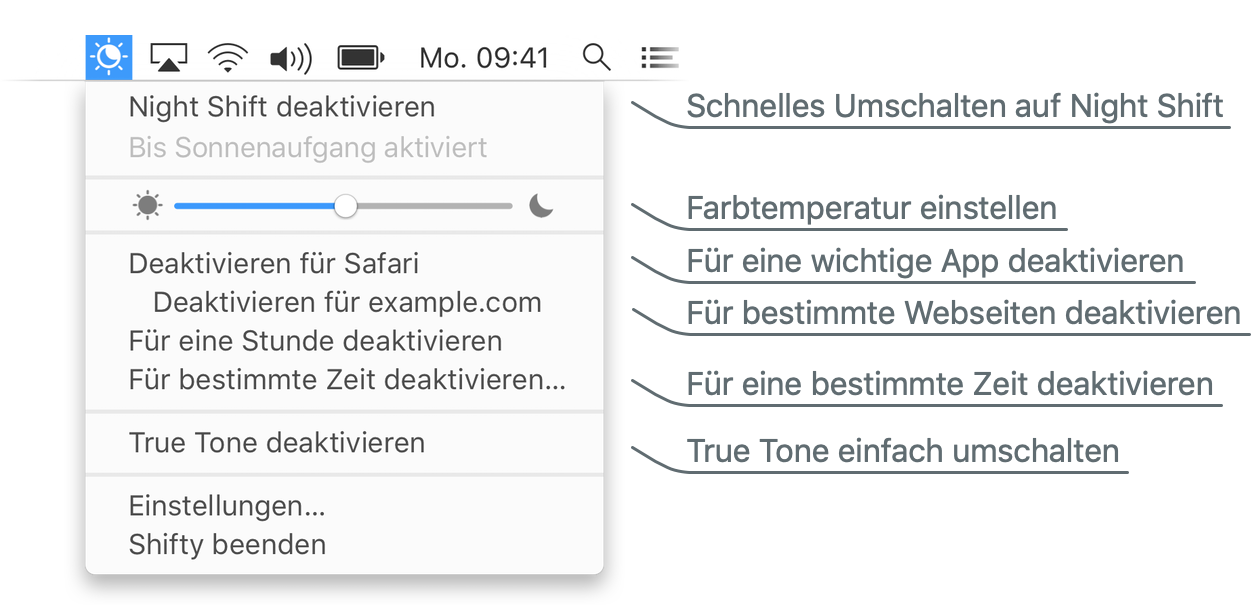 Mo. 09:41
Night Shift deaktivieren
Schnelles Umschalten auf Night Shift
Bis Sonnenaufgang aktiviert
Farbtemperatur einstellen
Deaktivieren für Safari
Für eine wichtige App deaktivieren
Deaktivieren für example.com
Für bestimmte Webseiten deaktivieren
Für eine Stunde deaktivieren
Für bestimmte Zeit deaktivieren...
Für eine bestimmte Zeit deaktivieren
True Tone deaktivieren
True Tone einfach umschalten
Einstellungen...
Shifty beenden